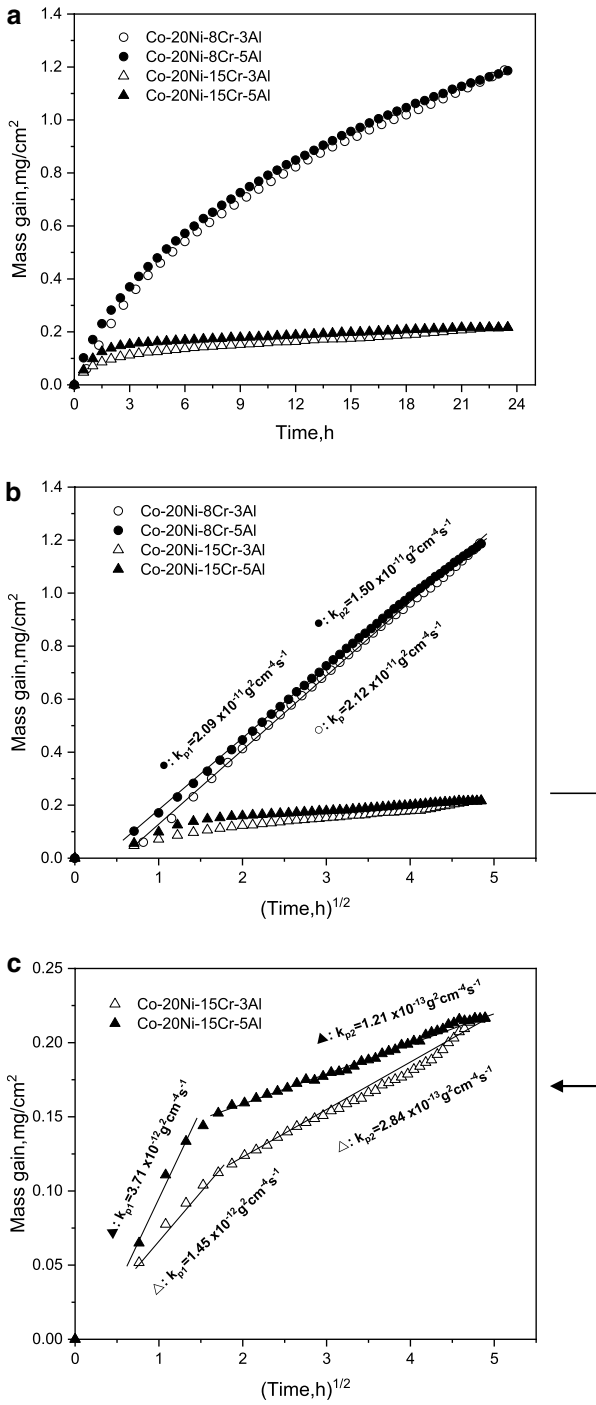 a
Co-20Ni-8Cr-3Al
Co-20Ni-8Cr-5Al
Co-20Ni-15Cr-3Al
Co-20Ni-15Cr-5Al
Mass gain,mg/cm²
1.4
1.2
1.0
0.8
0.6
0.4
0.2
0.0
0 3 6 9 12 15 18 21 24
Time,h
b
Co-20Ni-8Cr-3Al
Co-20Ni-8Cr-5Al
Co-20Ni-15Cr-3Al
Co-20Ni-15Cr-5Al
●: kp2=1.50 x10⁻¹¹g²cm⁻⁴s⁻¹
●: kp1=2.09 x10⁻¹¹g²cm⁻⁴s⁻¹
○: kp=2.12 x10⁻¹¹g²cm⁻⁴s⁻¹
Mass gain,mg/cm²
1.4
1.2
1.0
0.8
0.6
0.4
0.2
0.0
0 1 2 3 4 5
(Time,h)¹/²
c
Co-20Ni-15Cr-3Al
Co-20Ni-15Cr-5Al
▲: kp2=1.21 x10⁻¹³g²cm⁻⁴s⁻¹
▲: kp1=3.71 x10⁻¹²g²cm⁻⁴s⁻¹
△: kp2=2.84 x10⁻¹³g²cm⁻⁴s⁻¹
△: kp1=1.45 x10⁻¹²g²cm⁻⁴s⁻¹
Mass gain,mg/cm²
0.25
0.20
0.15
0.10
0.05
0.00
0 1 2 3 4 5
(Time,h)¹/²